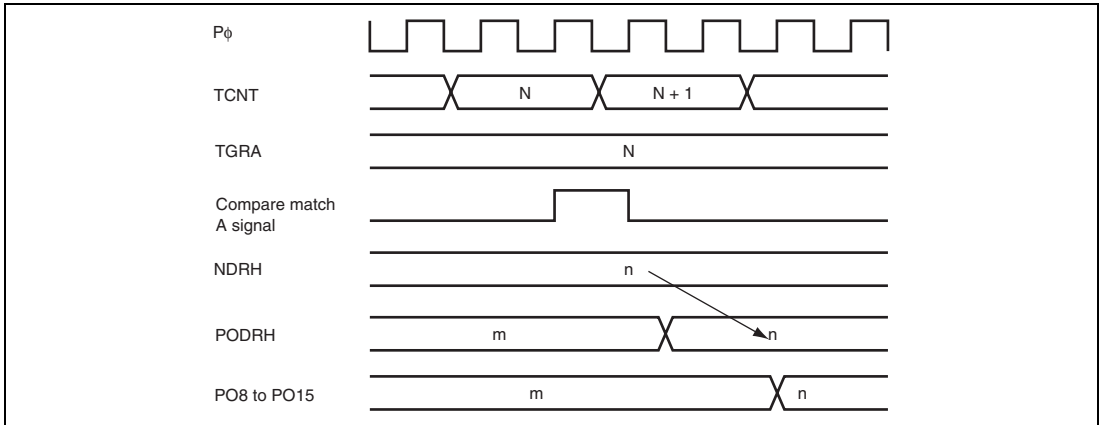 Pϕ
TCNT
N
N + 1
TGRA
N
Compare match
A signal
NDRH
n
PODRH
m
n
PO8 to PO15
m
n